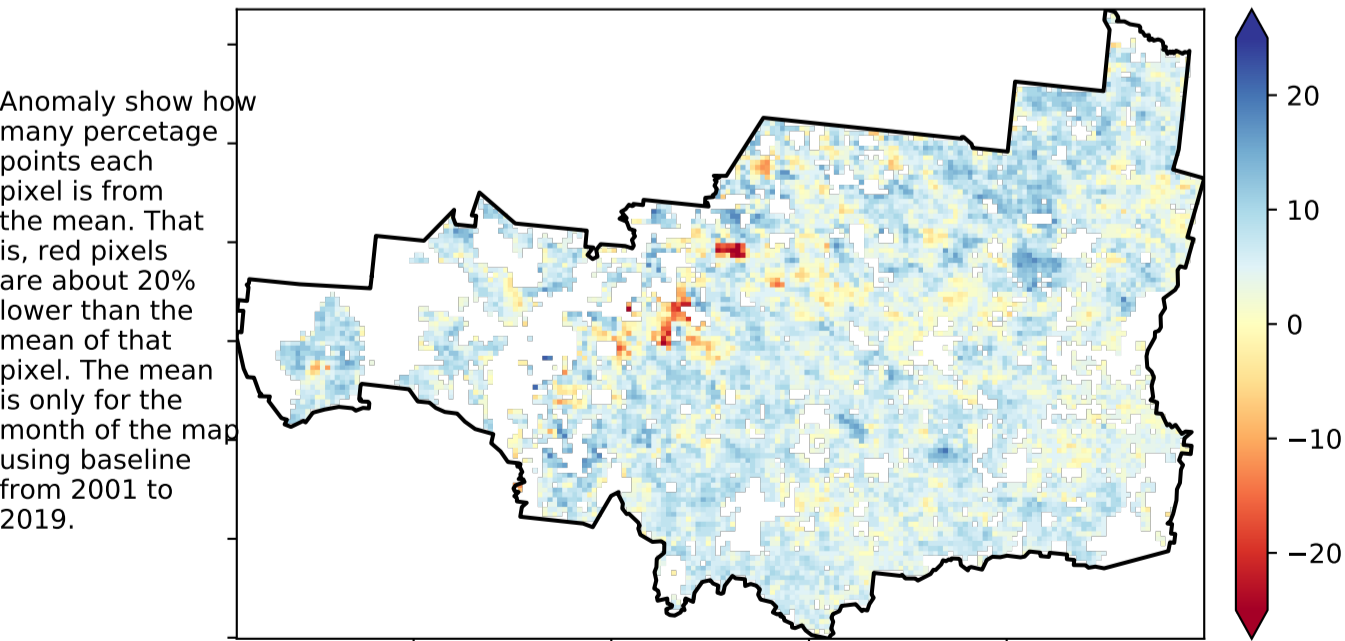 Anomaly show how
many percetage
points each
pixel is from
the mean. That
is, red pixels
are about 20%
lower than the
mean of that
pixel. The mean
is only for the
month of the map
using baseline
from 2001 to
2019.
20
10
0
−10
−20